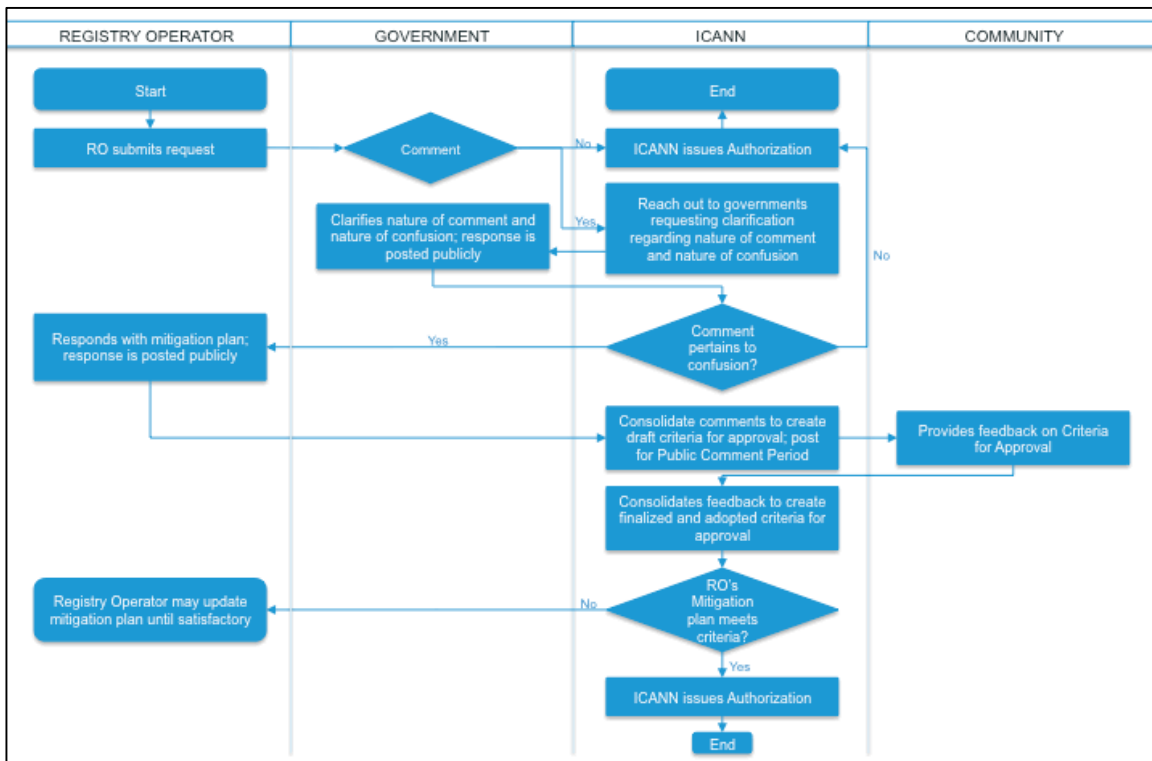 REGISTRY OPERATOR
GOVERNMENT
ICANN
COMMUNITY
Start
End
RO submits request
Comment
No
ICANN issues Authorization
Clarifies nature of comment and
nature of confusion; response is
posted publicly
Yes
Reach out to governments
requesting clarification
regarding nature of comment
and nature of confusion
No
Responds with mitigation plan;
response is posted publicly
Yes
Comment
pertains to
confusion?
Consolidate comments to create
draft criteria for approval; post
for Public Comment Period
Provides feedback on Criteria
for Approval
Consolidates feedback to create
finalized and adopted criteria for
approval
Registry Operator may update
mitigation plan until satisfactory
No
RO's
Mitigation
plan meets
criteria?
Yes
ICANN issues Authorization
End